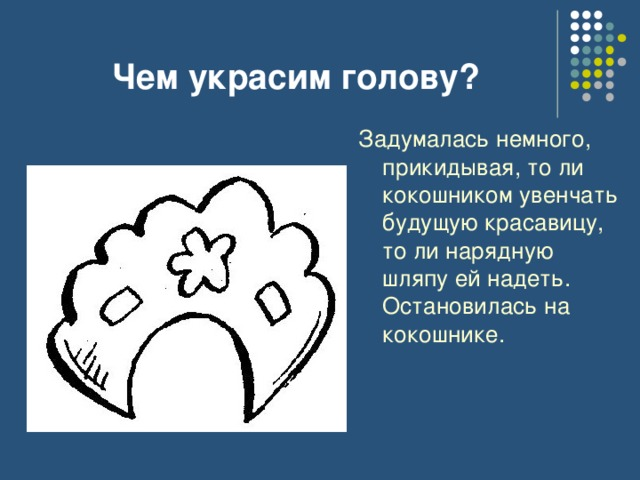 Чем украсим голову?
Задумалась немного,
прикидывая, то ли
кокошником увенчать
будущую красавицу,
то ли нарядную
шляпу ей надеть.
Остановилась на
кокошнике.